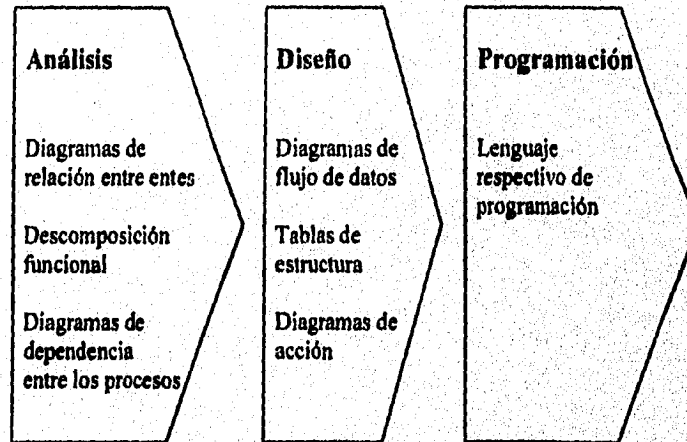 Análisis
Diagramas de
relación entre entes
Descomposición
funcional
Diagramas de
dependencia
entre los procesos
Diseño
Diagramas de
flujo de datos
Tablas de
estructura
Diagramas de
acción
Programación
Lenguaje
respectivo de
programación